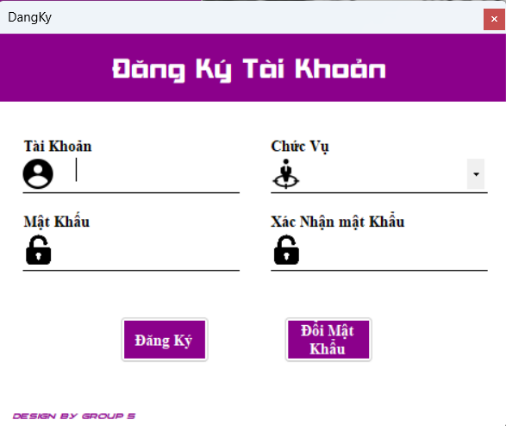 DangKy
Đăng Ký Tài Khoản
Tài Khoản
Chức Vụ
Mật Khẩu
Xác Nhận mật Khẩu
Đăng Ký
Đổi Mật
Khẩu
DESIGN BY GROUP 5